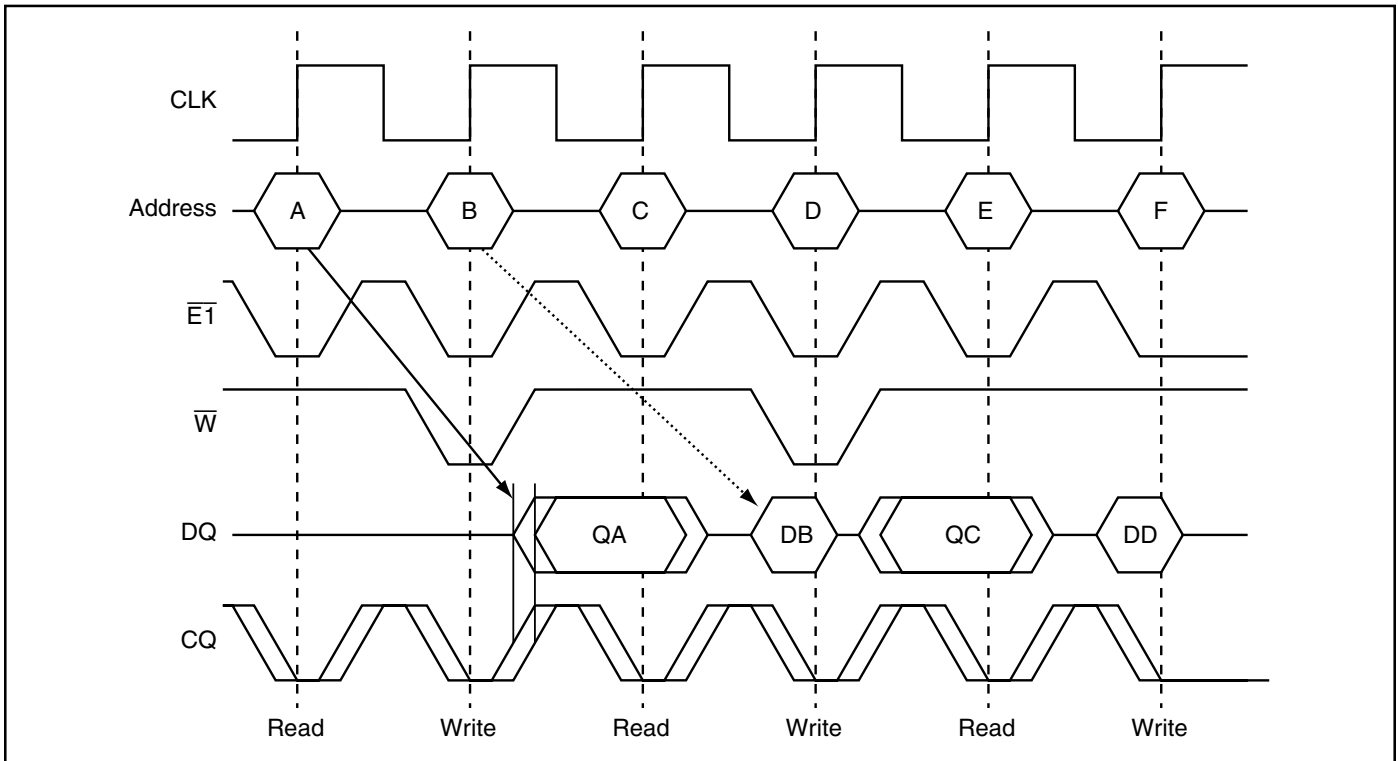 CLK
Address A B C D E F
E1
W
DQ QA DB QC DD
CQ
Read Write Read Write Read Write